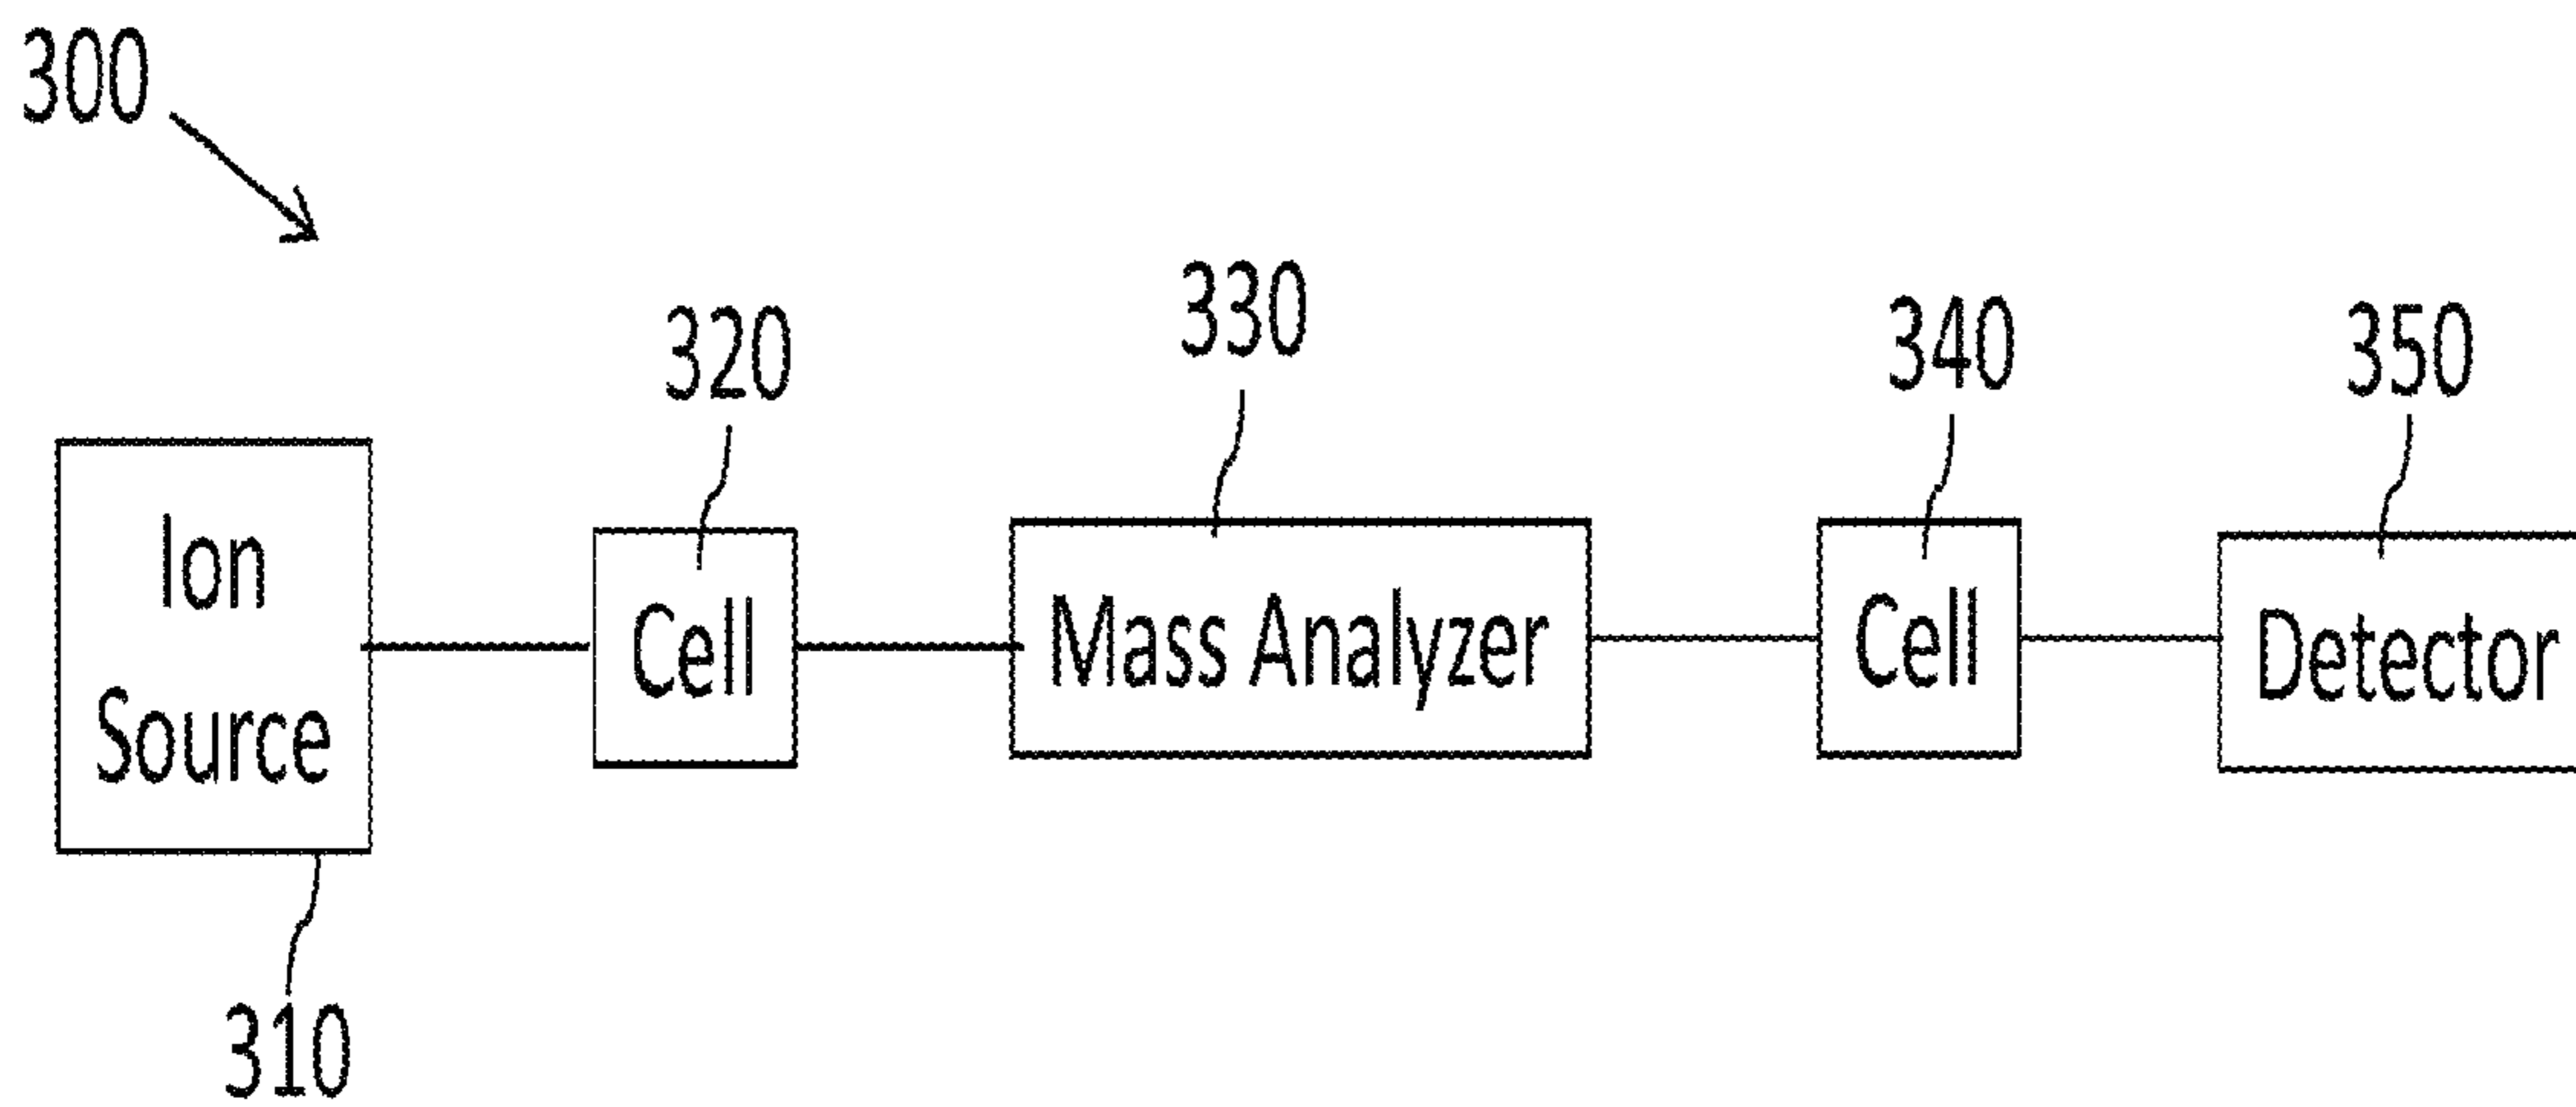 300
320
330
340
350
Ion
Source
Cell
Mass Analyzer
Cell
Detector
310